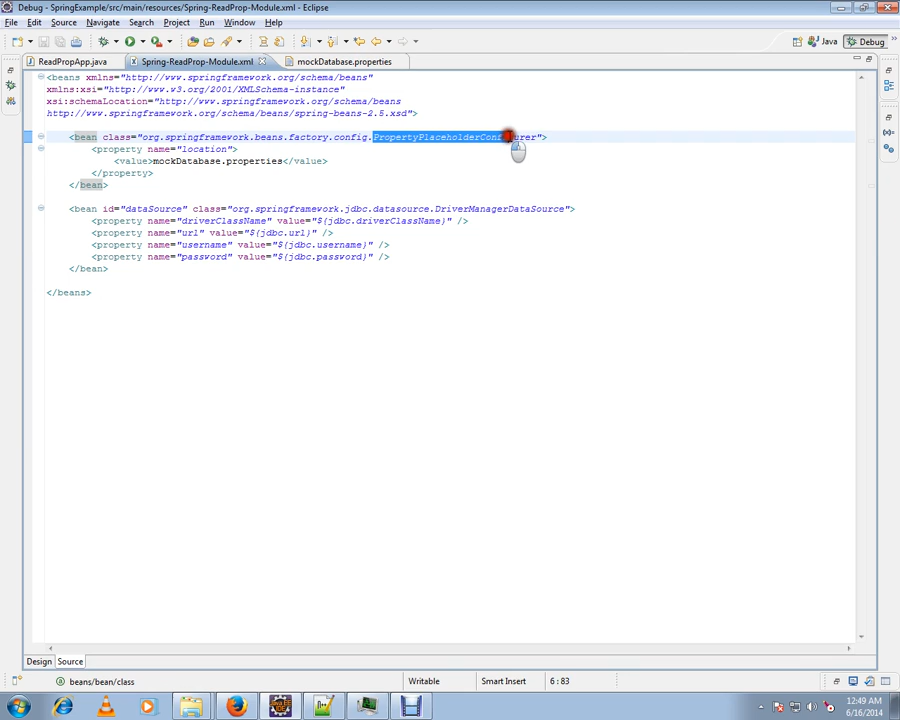 Debug - SpringExample/src/main/resources/Spring-ReadProp-Module.xml - Eclipse
File Edit Source Navigate Search Project Run Window Help
Java Debug
ReadPropApp.java Spring-ReadProp-Module.xml mockDatabase.properties
<beans xmlns="http://www.springframework.org/schema/beans"
xmlns:xsi="http://www.w3.org/2001/XMLSchema-instance"
xsi:schemaLocation="http://www.springframework.org/schema/beans
http://www.springframework.org/schema/beans/spring-beans-2.5.xsd">
<bean class="org.springframework.beans.factory.config.PropertyPlaceholderConfigurer">
<property name="location">
<value>mockDatabase.properties</value>
</property>
</bean>
<bean id="dataSource" class="org.springframework.jdbc.datasource.DriverManagerDataSource">
<property name="driverClassName" value="${jdbc.driverClassName}" />
<property name="url" value="${jdbc.url}" />
<property name="username" value="${jdbc.username}" />
<property name="password" value="${jdbc.password}" />
</bean>
</beans>
Design Source
beans/bean/class Writable Smart Insert 6 : 83
12:49 AM
6/16/2014